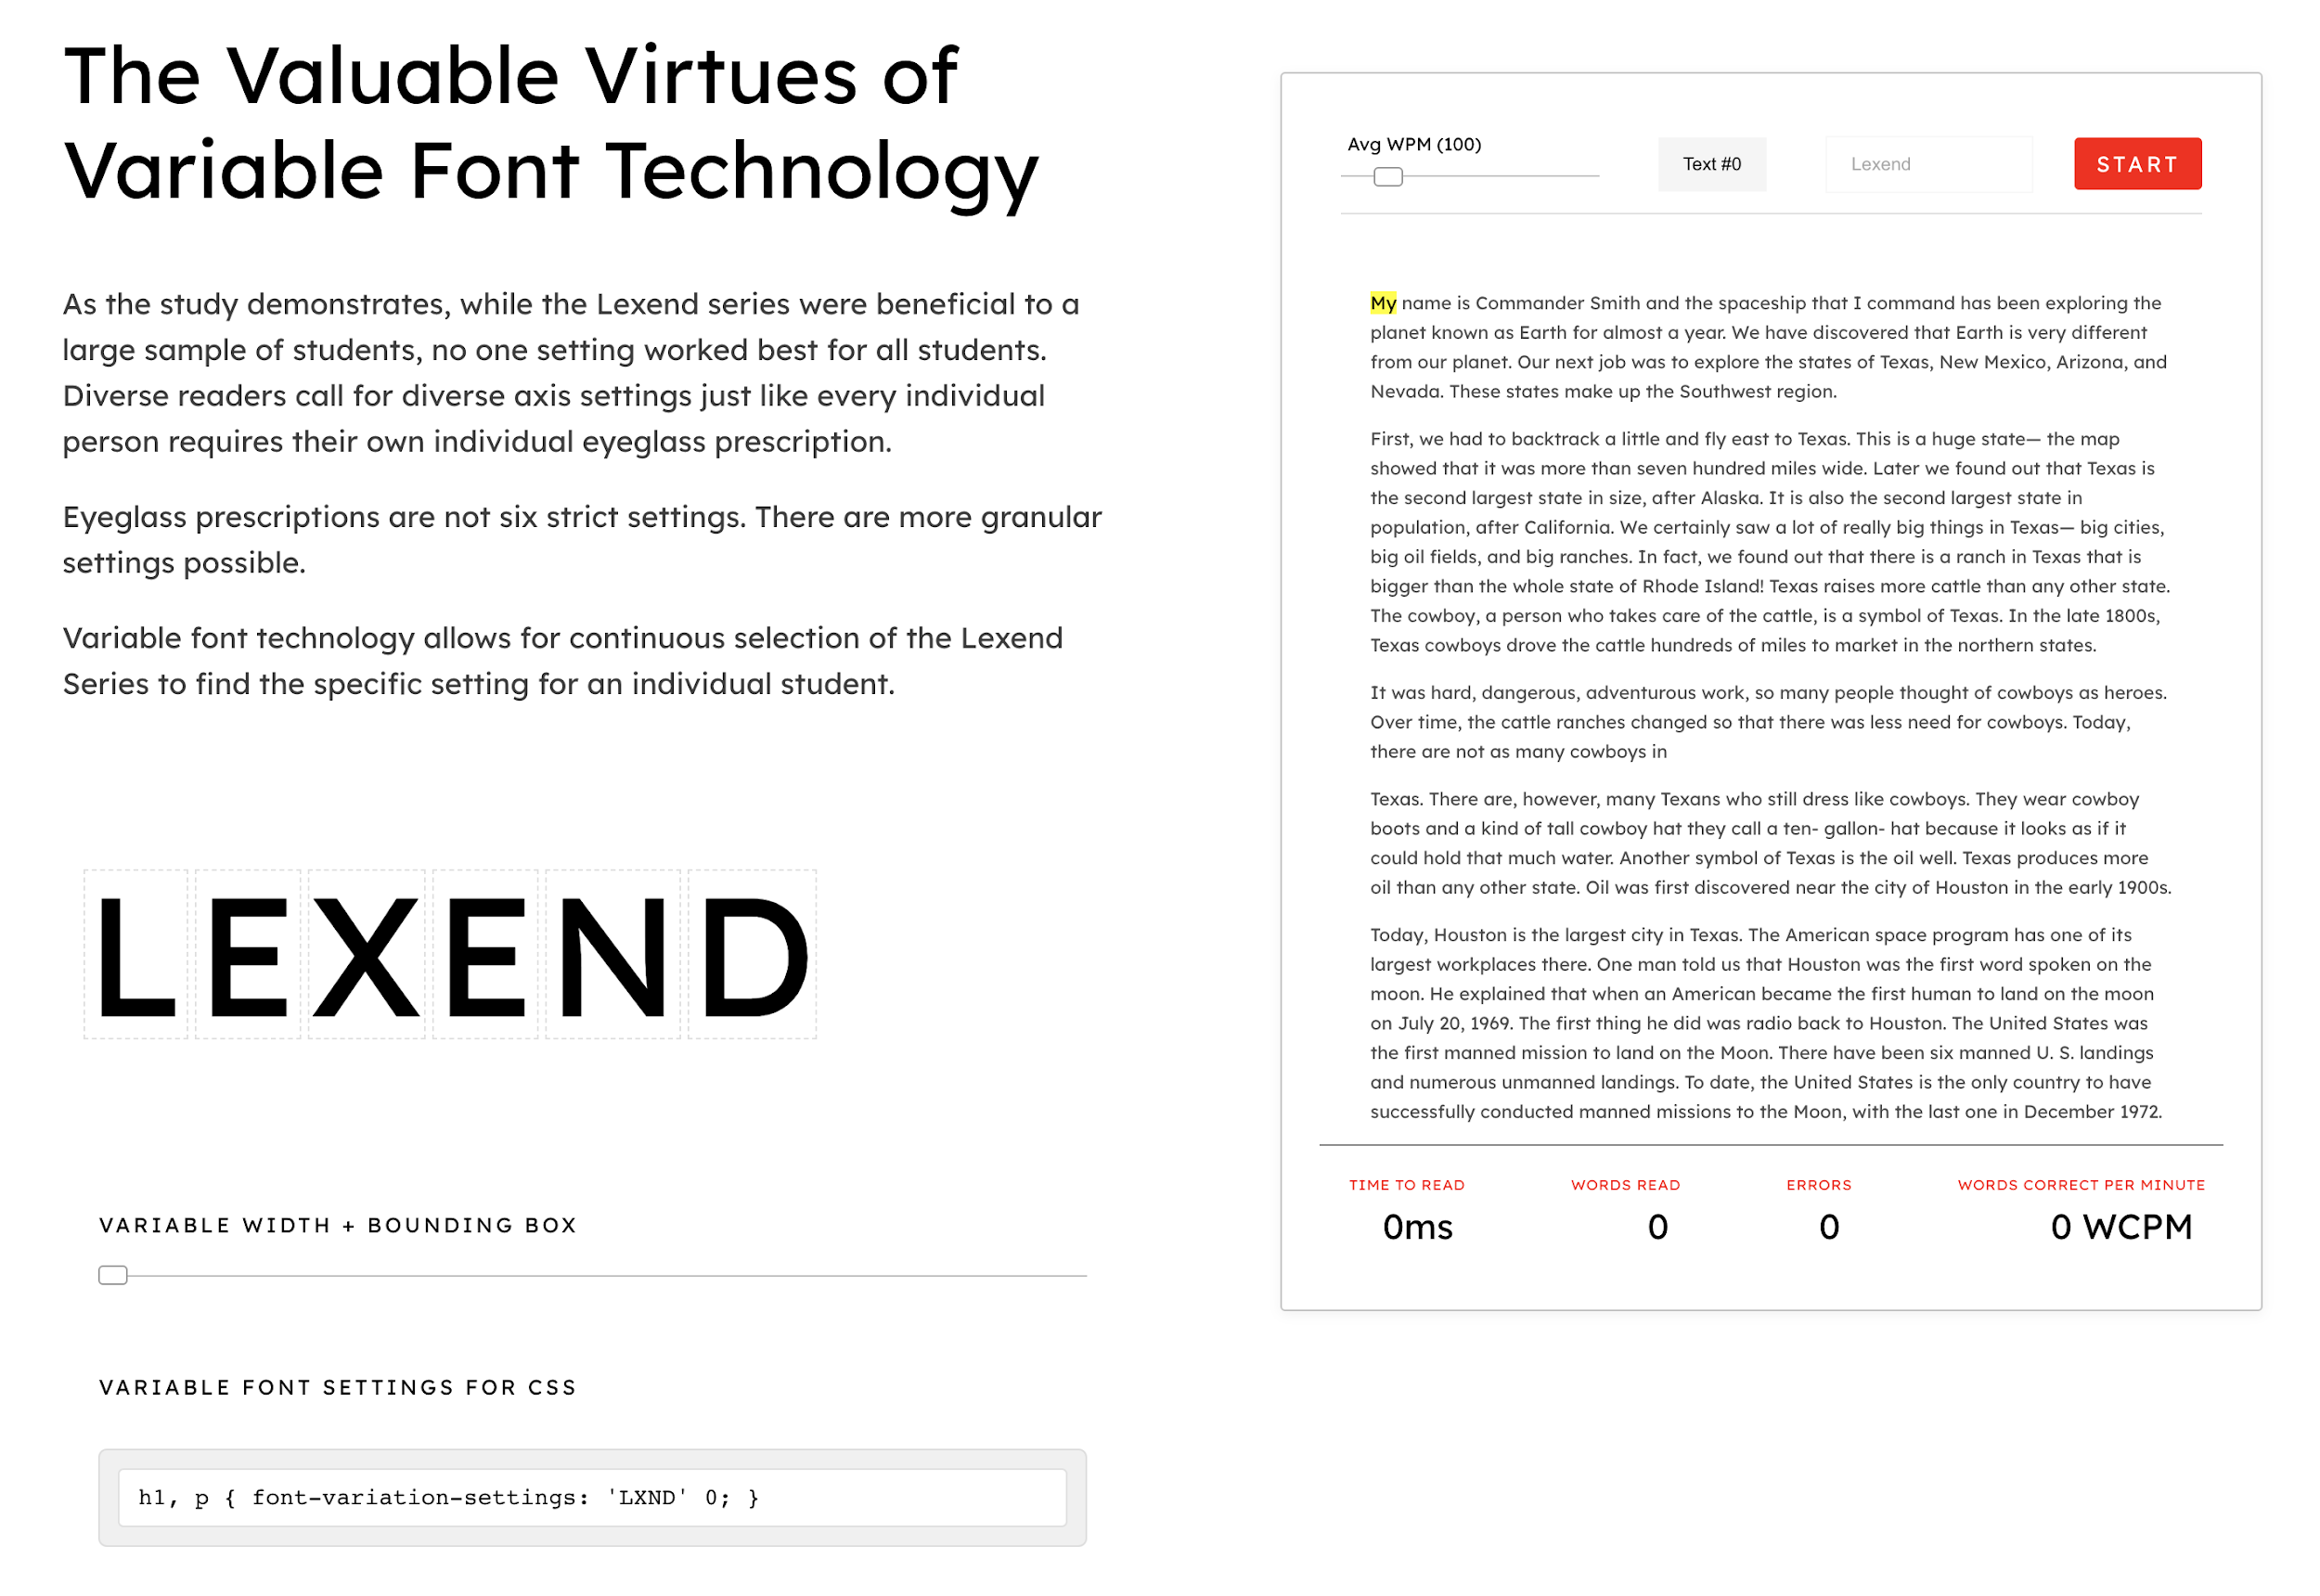 The Valuable Virtues of
Variable Font Technology
As the study demonstrates, while the Lexend series were beneficial to a
large sample of students, no one setting worked best for all students.
Diverse readers call for diverse axis settings just like every individual
person requires their own individual eyeglass prescription.
Eyeglass prescriptions are not six strict settings. There are more granular
settings possible.
Variable font technology allows for continuous selection of the Lexend
Series to find the specific setting for an individual student.
LEXEND
VARIABLE WIDTH + BOUNDING BOX
VARIABLE FONT SETTINGS FOR CSS
h1, p { font-variation-settings: 'LXND' 0; }
Avg WPM (100)
Text #0
Lexend
START
My name is Commander Smith and the spaceship that I command has been exploring the
planet known as Earth for almost a year. We have discovered that Earth is very different
from our planet. Our next job was to explore the states of Texas, New Mexico, Arizona, and
Nevada. These states make up the Southwest region.
First, we had to backtrack a little and fly east to Texas. This is a huge state— the map
showed that it was more than seven hundred miles wide. Later we found out that Texas is
the second largest state in size, after Alaska. It is also the second largest state in
population, after California. We certainly saw a lot of really big things in Texas— big cities,
big oil fields, and big ranches. In fact, we found out that there is a ranch in Texas that is
bigger than the whole state of Rhode Island! Texas raises more cattle than any other state.
The cowboy, a person who takes care of the cattle, is a symbol of Texas. In the late 1800s,
Texas cowboys drove the cattle hundreds of miles to market in the northern states.
It was hard, dangerous, adventurous work, so many people thought of cowboys as heroes.
Over time, the cattle ranches changed so that there was less need for cowboys. Today,
there are not as many cowboys in
Texas. There are, however, many Texans who still dress like cowboys. They wear cowboy
boots and a kind of tall cowboy hat they call a ten- gallon- hat because it looks as if it
could hold that much water. Another symbol of Texas is the oil well. Texas produces more
oil than any other state. Oil was first discovered near the city of Houston in the early 1900s.
Today, Houston is the largest city in Texas. The American space program has one of its
largest workplaces there. One man told us that Houston was the first word spoken on the
moon. He explained that when an American became the first human to land on the moon
on July 20, 1969. The first thing he did was radio back to Houston. The United States was
the first manned mission to land on the Moon. There have been six manned U. S. landings
and numerous unmanned landings. To date, the United States is the only country to have
successfully conducted manned missions to the Moon, with the last one in December 1972.
TIME TO READ
0ms
WORDS READ
0
ERRORS
0
WORDS CORRECT PER MINUTE
0 WCPM